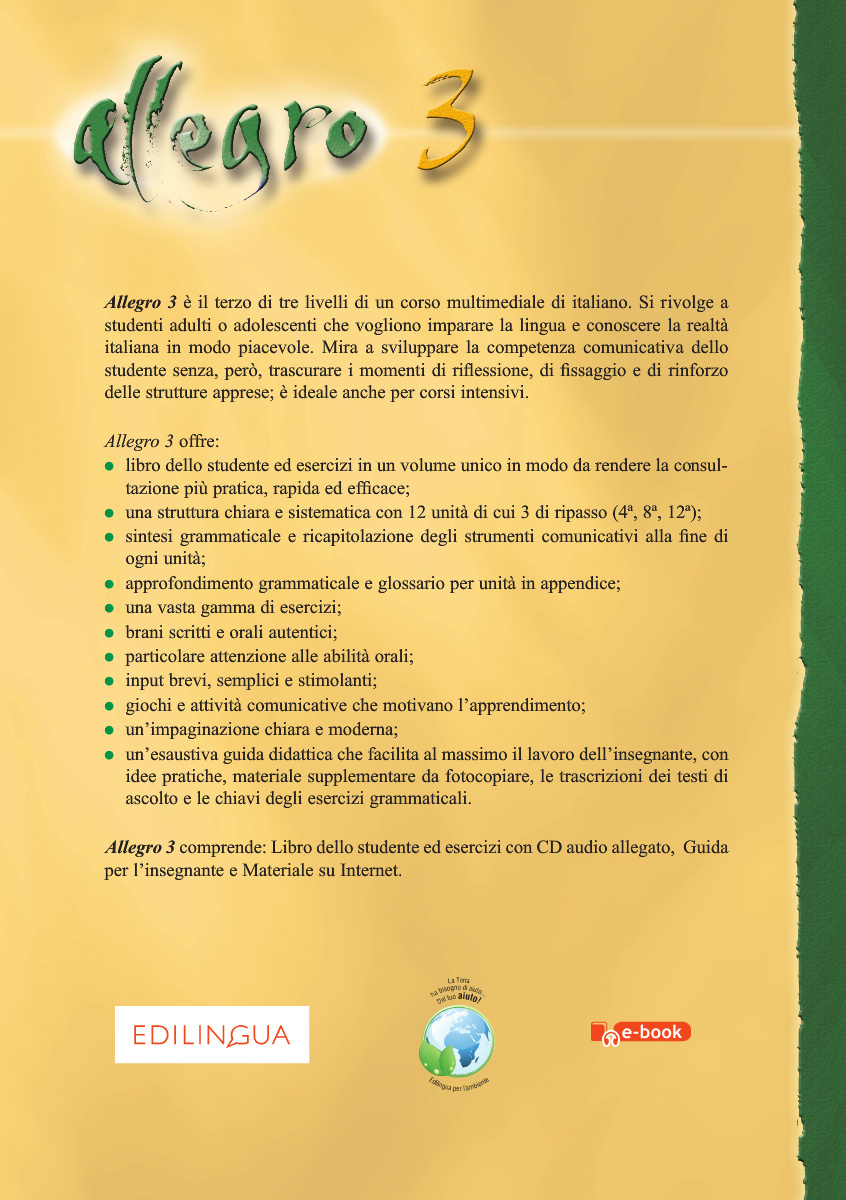 allegro 3
Allegro 3 è il terzo di tre livelli di un corso multimediale di italiano. Si rivolge a
studenti adulti o adolescenti che vogliono imparare la lingua e conoscere la realtà
italiana in modo piacevole. Mira a sviluppare la competenza comunicativa dello
studente senza, però, trascurare i momenti di riflessione, di fissaggio e di rinforzo
delle strutture apprese; è ideale anche per corsi intensivi.
Allegro 3 offre:
● libro dello studente ed esercizi in un volume unico in modo da rendere la consul-
tazione più pratica, rapida ed efficace;
● una struttura chiara e sistematica con 12 unità di cui 3 di ripasso (4ª, 8ª, 12ª);
● sintesi grammaticale e ricapitolazione degli strumenti comunicativi alla fine di
ogni unità;
● approfondimento grammaticale e glossario per unità in appendice;
● una vasta gamma di esercizi;
● brani scritti e orali autentici;
● particolare attenzione alle abilità orali;
● input brevi, semplici e stimolanti;
● giochi e attività comunicative che motivano l’apprendimento;
● un’impaginazione chiara e moderna;
● un’esaustiva guida didattica che facilita al massimo il lavoro dell’insegnante, con
idee pratiche, materiale supplementare da fotocopiare, le trascrizioni dei testi di
ascolto e le chiavi degli esercizi grammaticali.
Allegro 3 comprende: Libro dello studente ed esercizi con CD audio allegato, Guida
per l’insegnante e Materiale su Internet.
EDILINGUA
La Terra
ha bisogno di aiuto...
Del tuo aiuto!
Edilingua per l'ambiente
e-book